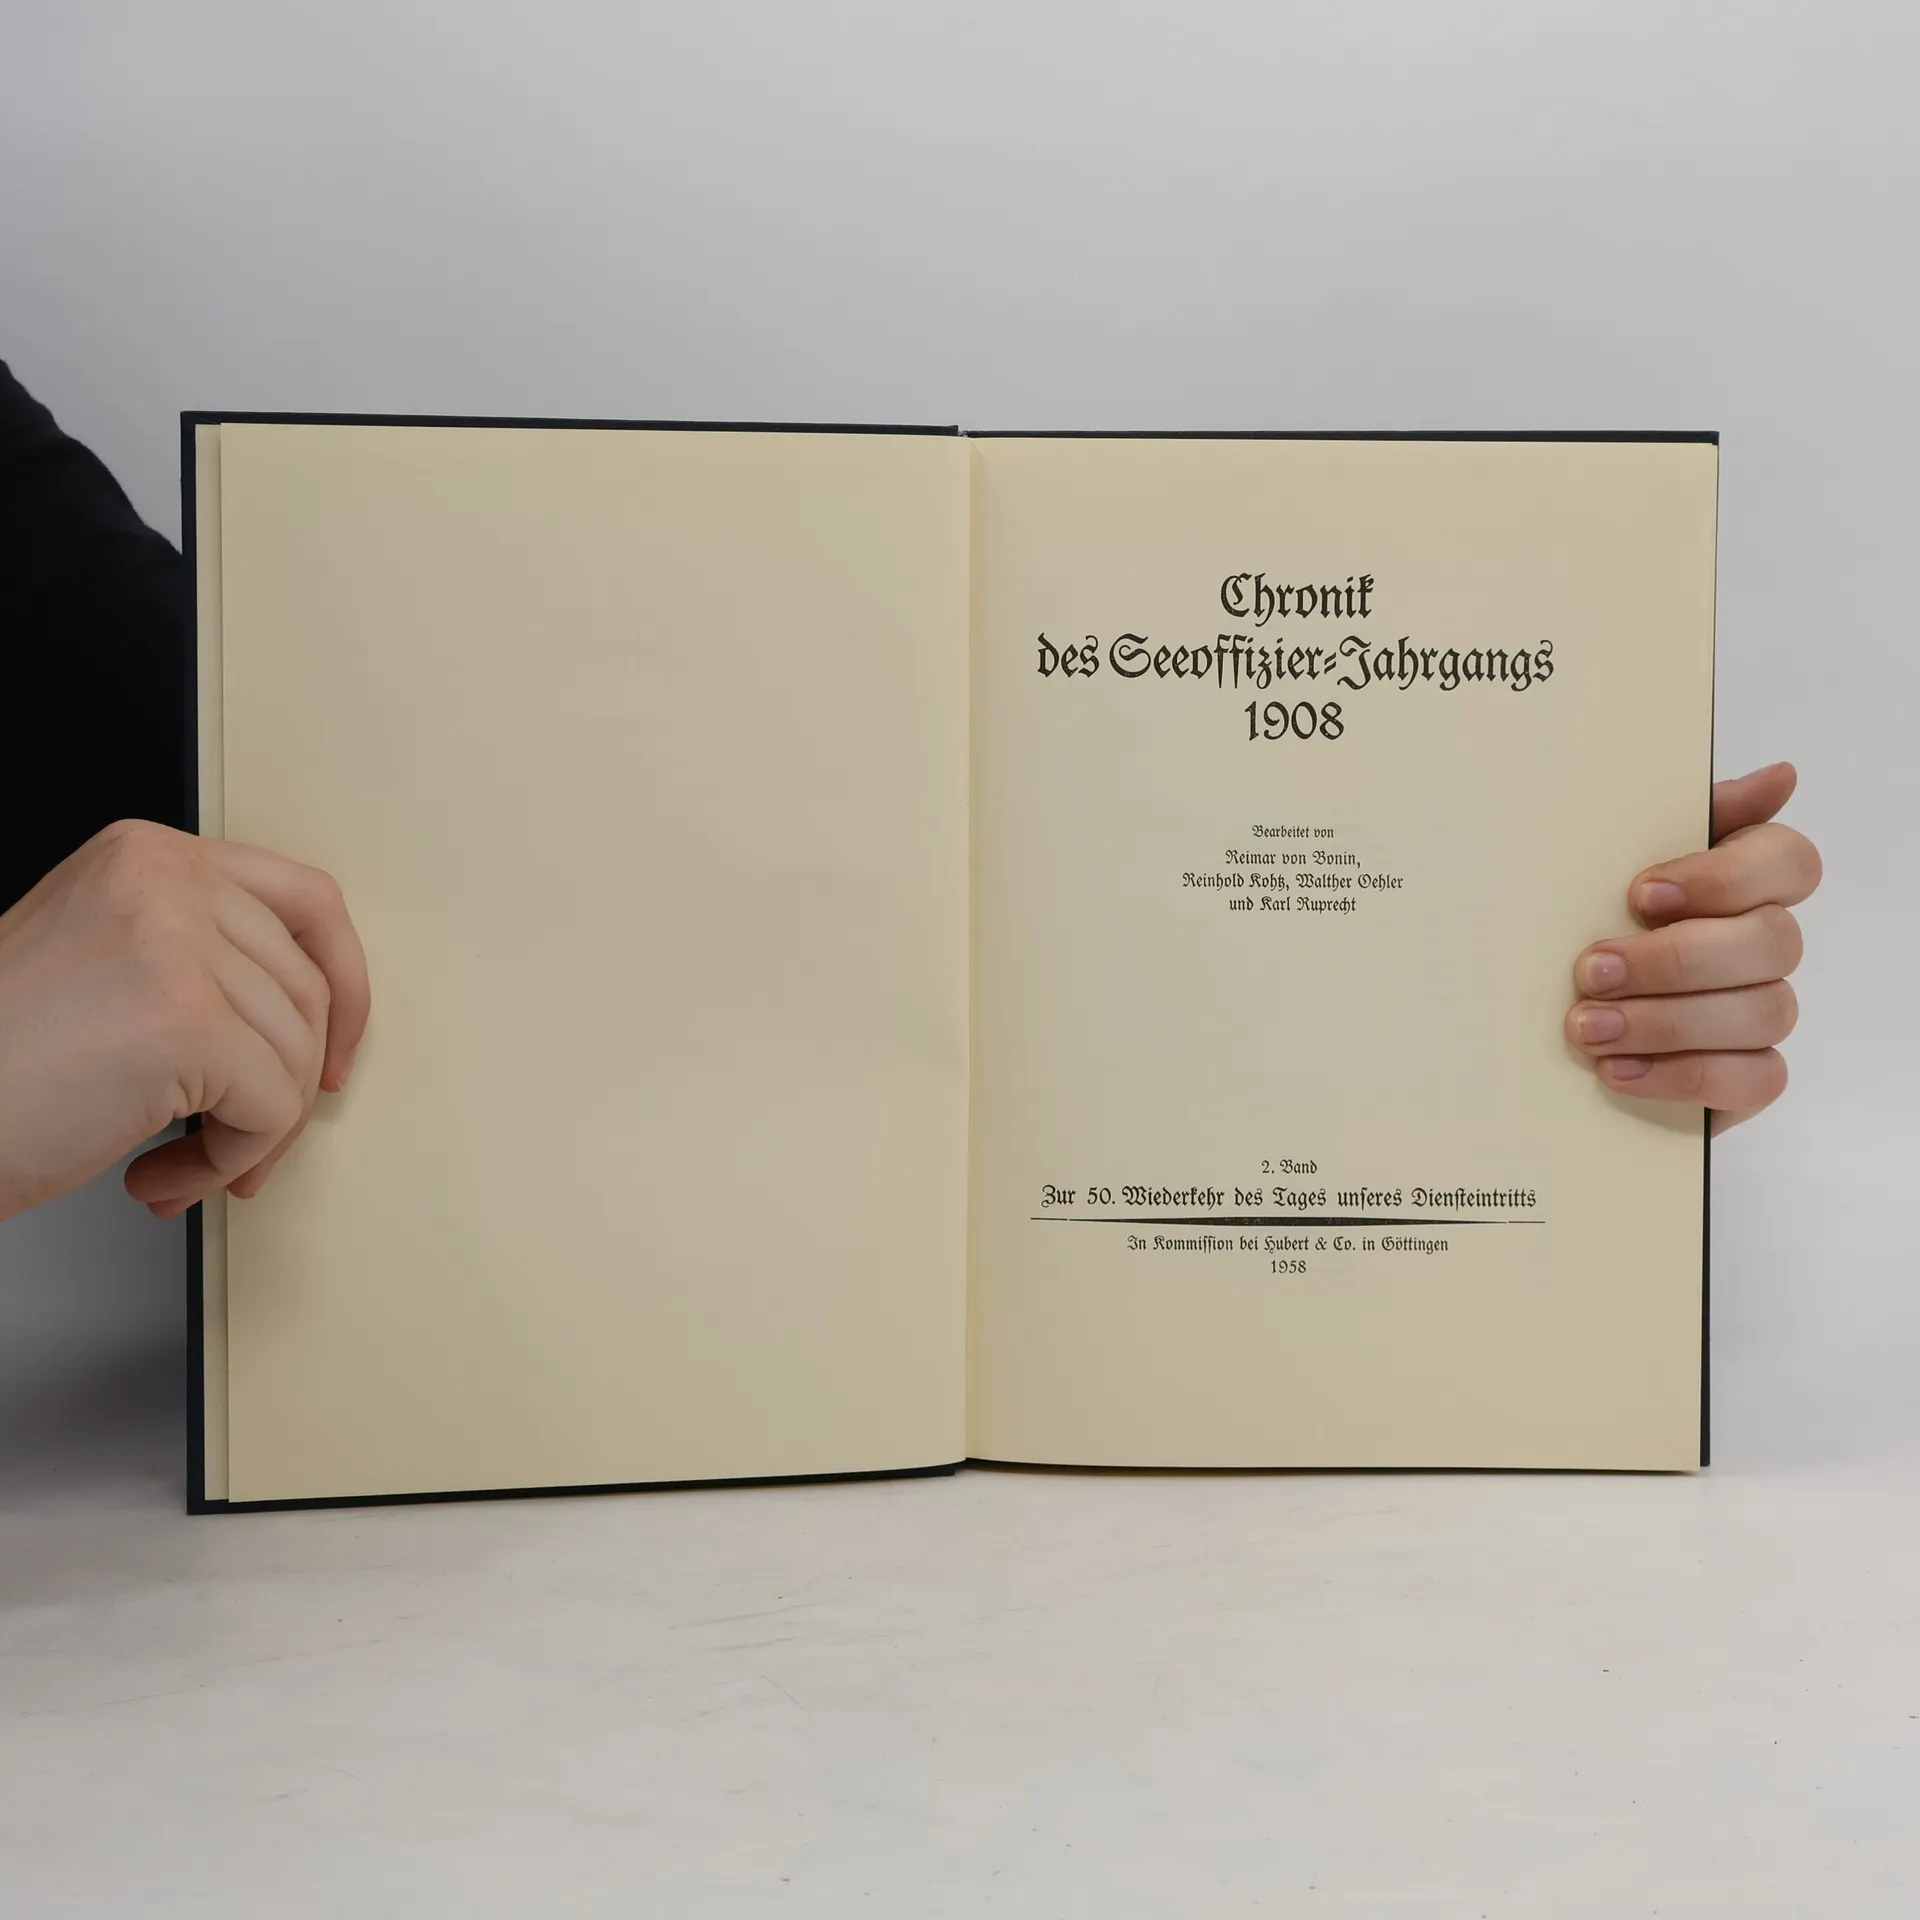 Chronik
des Seeoffizier-Jahrgangs
1908
Bearbeitet von
Reimar von Bonin,
Reinhold Kohtz, Walther Oehler
und Karl Ruprecht
2. Band
Zur 50. Wiederkehr des Tages unſeres Dienſteintritts
In Kommiſſion bei Hubert & Co. in Göttingen
1958